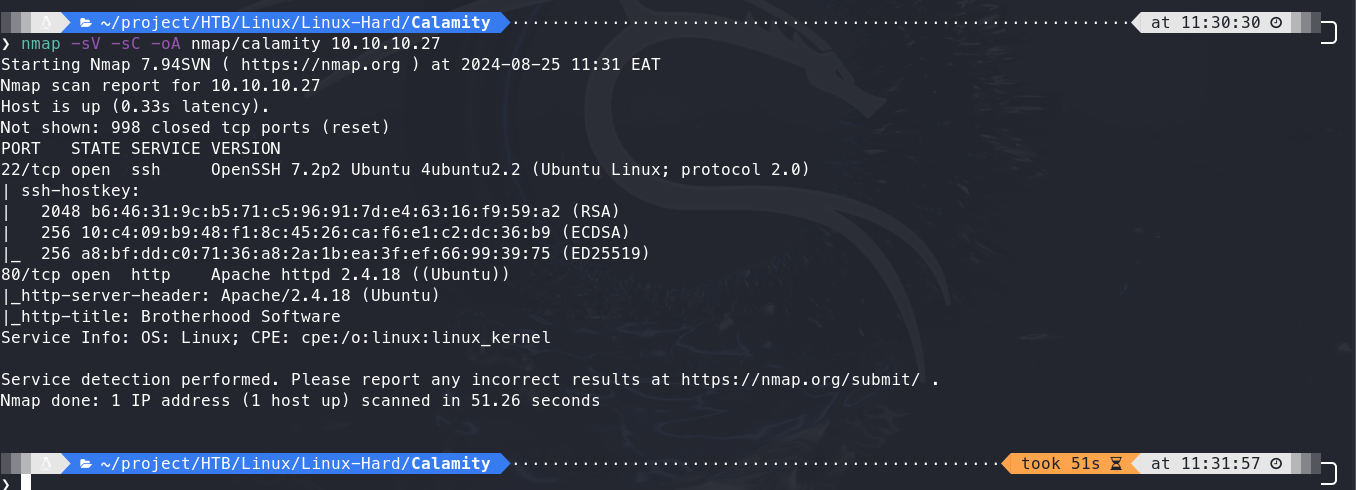 ~/project/HTB/Linux/Linux-Hard/Calamity at 11:30:30
❯ nmap -sV -sC -oA nmap/calamity 10.10.10.27
Starting Nmap 7.94SVN ( https://nmap.org ) at 2024-08-25 11:31 EAT
Nmap scan report for 10.10.10.27
Host is up (0.33s latency).
Not shown: 998 closed tcp ports (reset)
PORT   STATE SERVICE VERSION
22/tcp open  ssh     OpenSSH 7.2p2 Ubuntu 4ubuntu2.2 (Ubuntu Linux; protocol 2.0)
| ssh-hostkey:
|   2048 b6:46:31:9c:b5:71:c5:96:91:7d:e4:63:16:f9:59:a2 (RSA)
|   256 10:c4:09:b9:48:f1:8c:45:26:ca:f6:e1:c2:dc:36:b9 (ECDSA)
|_  256 a8:bf:dd:c0:71:36:a8:2a:1b:ea:3f:ef:66:99:39:75 (ED25519)
80/tcp open  http    Apache httpd 2.4.18 ((Ubuntu))
|_http-server-header: Apache/2.4.18 (Ubuntu)
|_http-title: Brotherhood Software
Service Info: OS: Linux; CPE: cpe:/o:linux:linux_kernel
Service detection performed. Please report any incorrect results at https://nmap.org/submit/ .
Nmap done: 1 IP address (1 host up) scanned in 51.26 seconds
~/project/HTB/Linux/Linux-Hard/Calamity took 51s at 11:31:57
❯